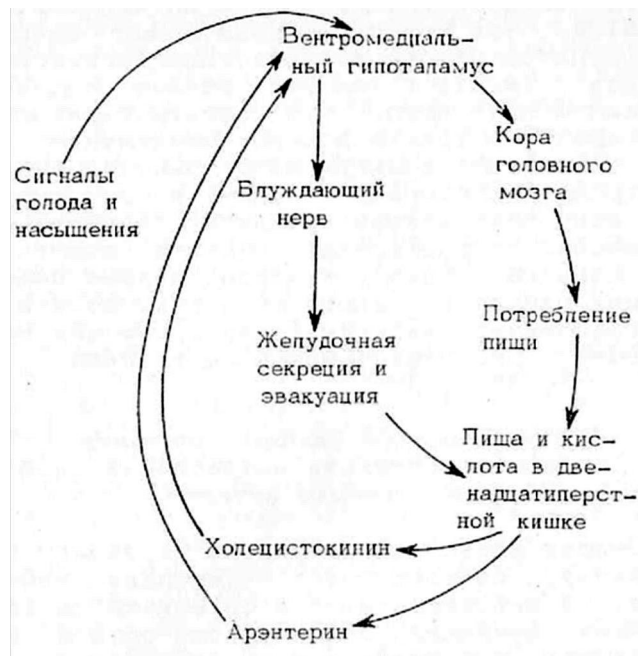 Вентромедиаль-
ный гипоталамус
Кора
головного
мозга
Сигналы
голода и
насыщения
Блуждающий
нерв
Потребление
пищи
Желудочная
секреция и
эвакуация
Пища и кис-
лота в две-
надцатиперст-
ной кишке
Холецистокинин
Арэнтерин